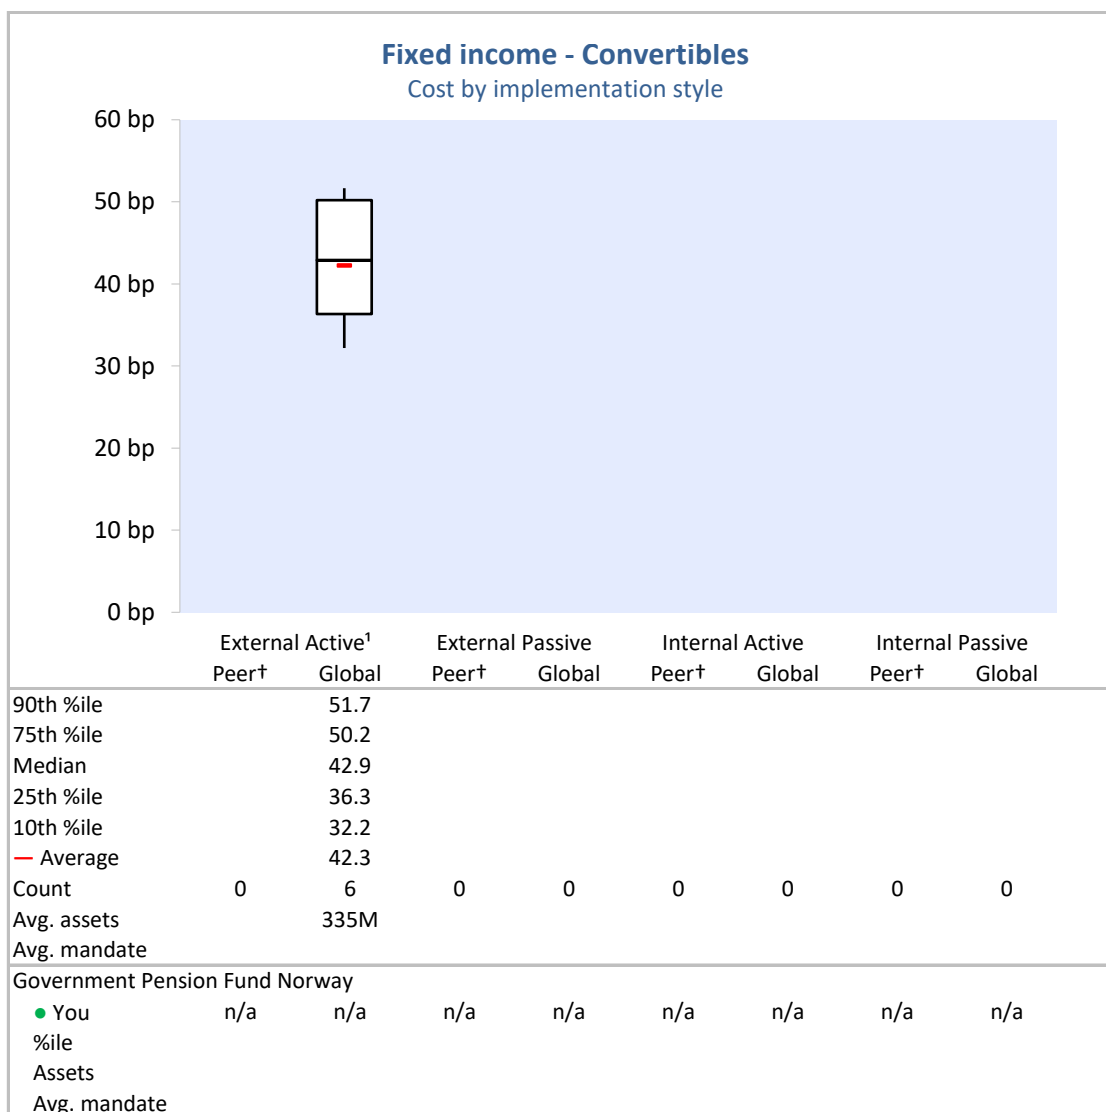 Fixed income - Convertibles
Cost by implementation style
60 bp
50 bp
40 bp
30 bp
20 bp
10 bp
0 bp
External Active¹ External Passive Internal Active Internal Passive
Peer† Global Peer† Global Peer† Global Peer† Global
90th %ile 51.7
75th %ile 50.2
Median 42.9
25th %ile 36.3
10th %ile 32.2
Average 42.3
Count 0 6 0 0 0 0 0 0
Avg. assets 335M
Avg. mandate
Government Pension Fund Norway
You n/a n/a n/a n/a n/a n/a n/a n/a
%ile
Assets
Avg. mandate